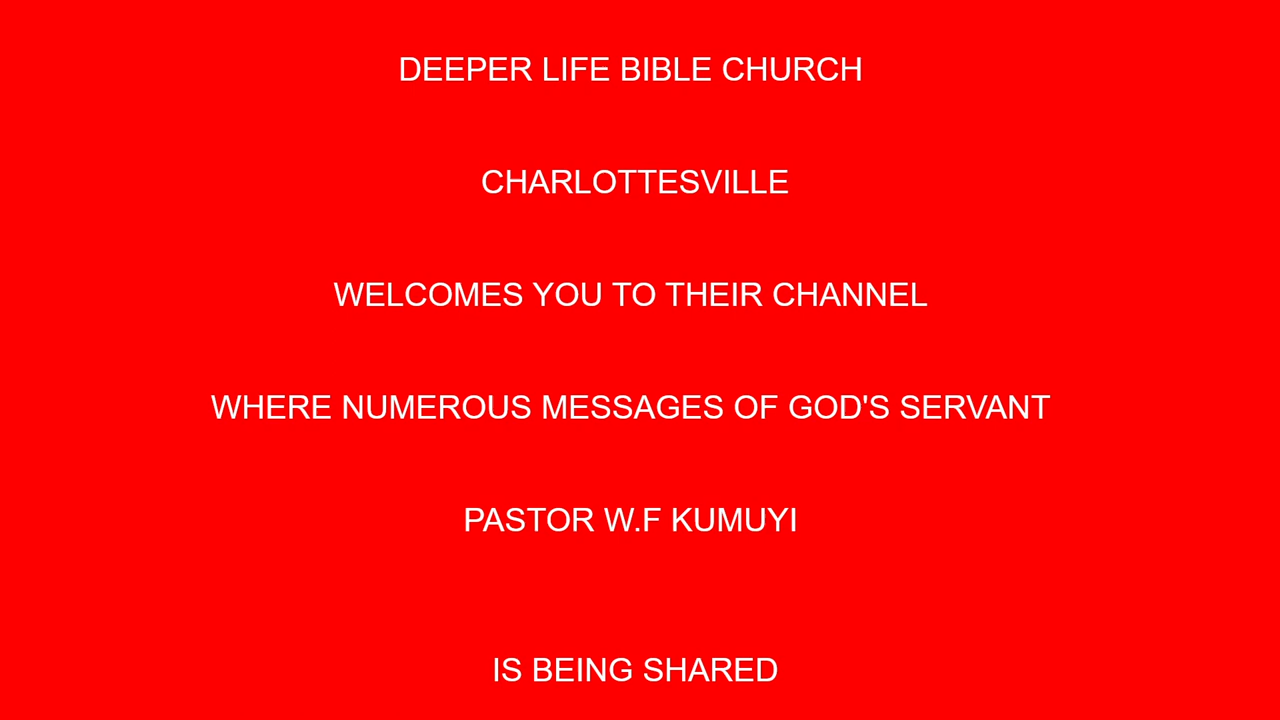 DEEPER LIFE BIBLE CHURCH
CHARLOTTESVILLE
WELCOMES YOU TO THEIR CHANNEL
WHERE NUMEROUS MESSAGES OF GOD'S SERVANT
PASTOR W.F KUMUYI
IS BEING SHARED